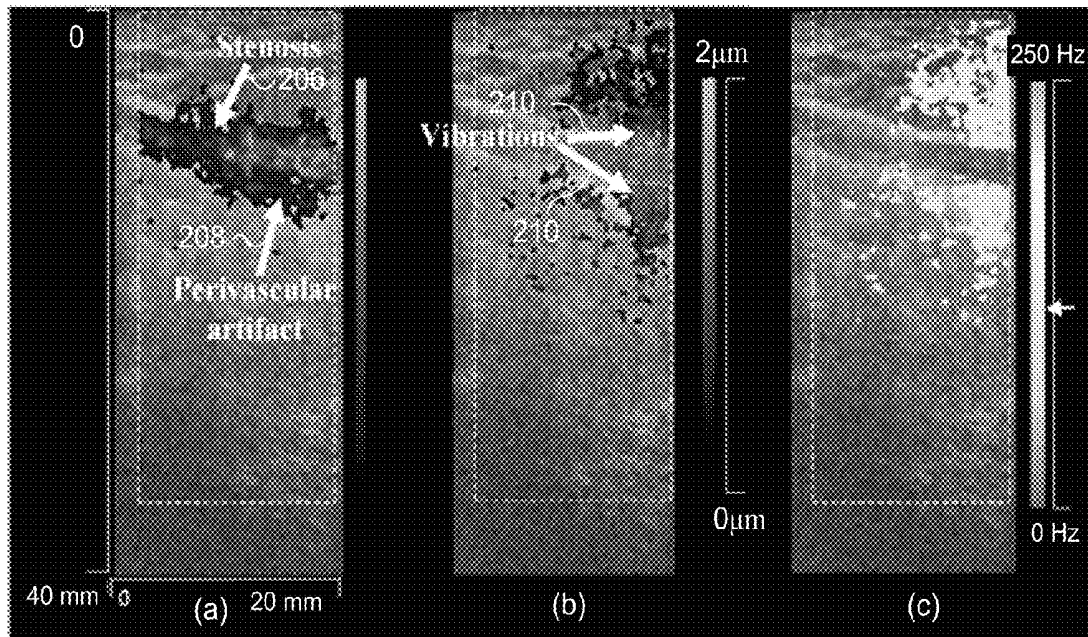 0
Stenosis
206
208
Perivascular
artifact
40 mm
0
20 mm
(a)
2μm
210
Vibrations
210
0μm
(b)
250 Hz
0 Hz
(c)